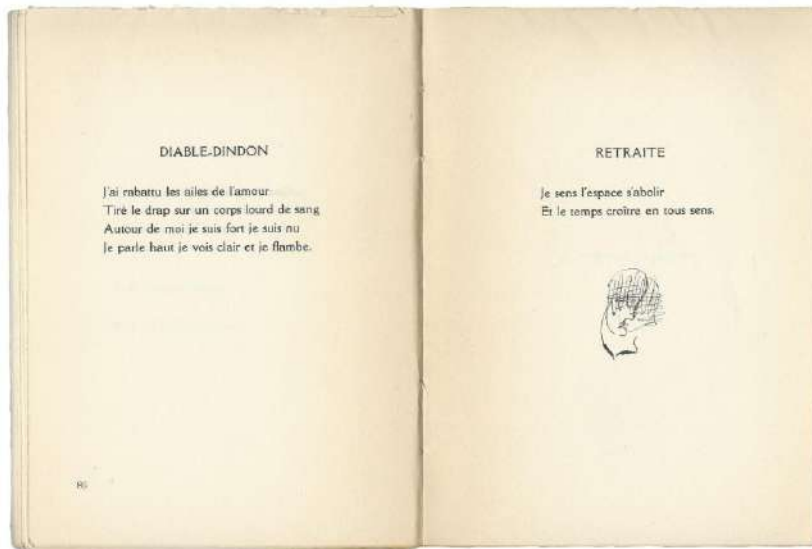 DIABLE-DINDON
J'ai rabattu les ailes de l'amour
Tiré le drap sur un corps lourd de sang
Autour de moi je suis fort je suis nu
Je parle haut je vois clair et je flambe.
RETRAITE
Je sens l'espace s'abolir
Et le temps croître en tous sens.